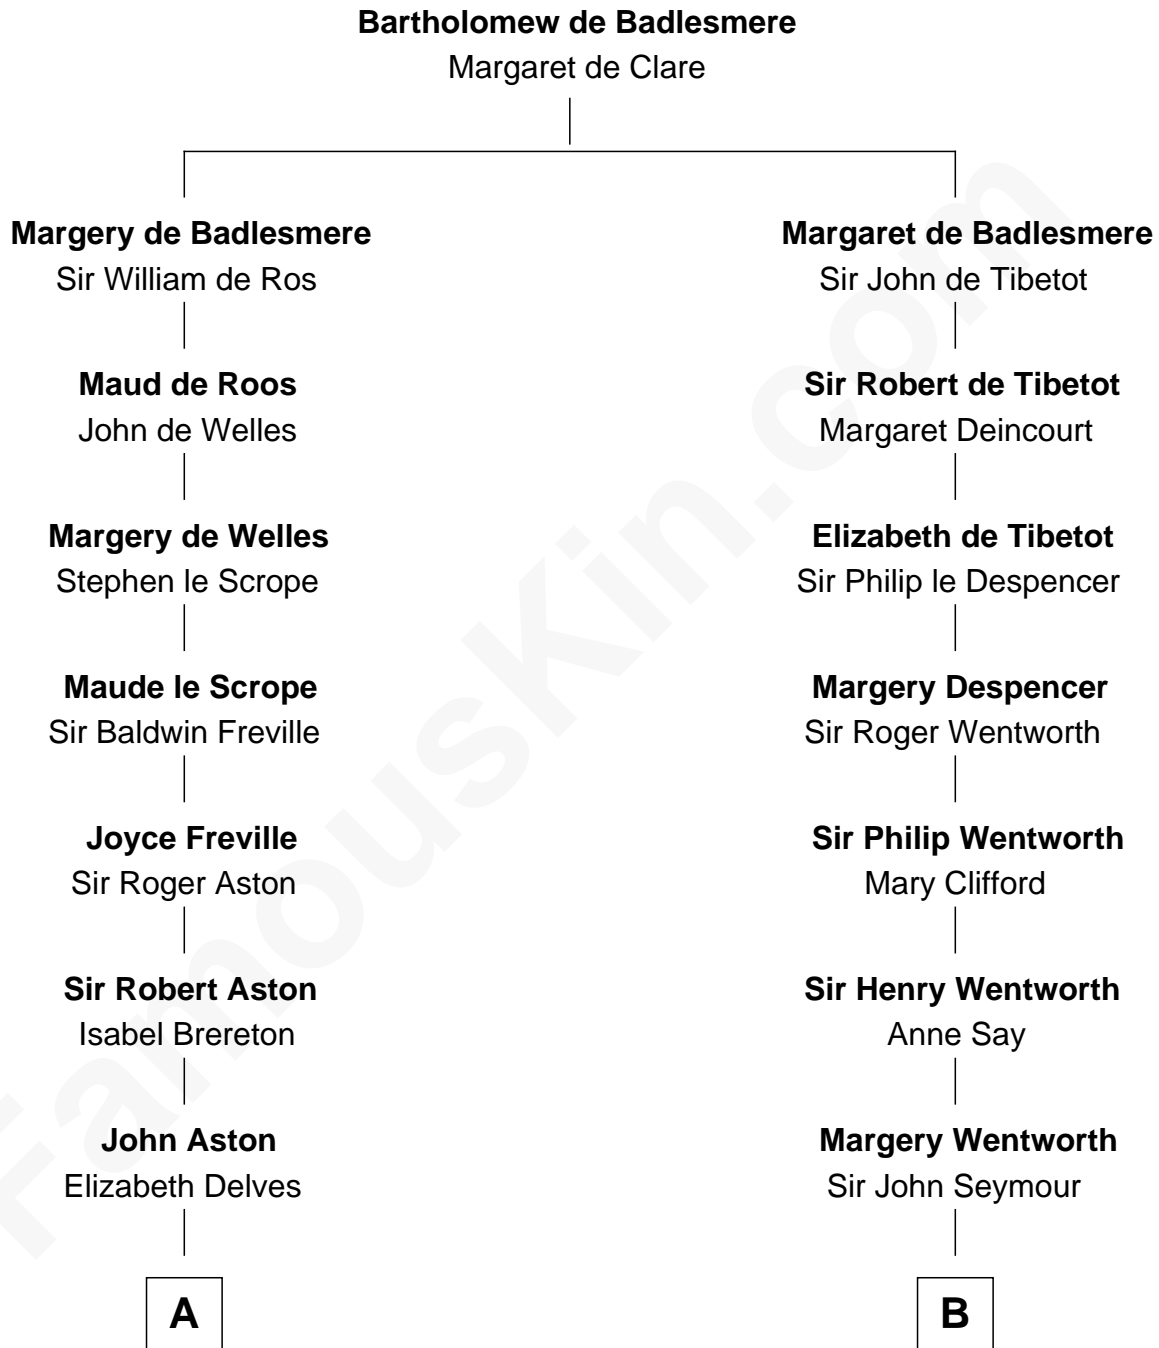 Bartholomew de Badlesmere
Margaret de Clare
Margery de Badlesmere
Sir William de Ros
Margaret de Badlesmere
Sir John de Tibetot
Maud de Roos
John de Welles
Sir Robert de Tibetot
Margaret Deincourt
Margery de Welles
Stephen le Scrope
Elizabeth de Tibetot
Sir Philip le Despencer
Maude le Scrope
Sir Baldwin Freville
Margery Despencer
Sir Roger Wentworth
Joyce Freville
Sir Roger Aston
Sir Philip Wentworth
Mary Clifford
Sir Robert Aston
Isabel Brereton
Sir Henry Wentworth
Anne Say
John Aston
Elizabeth Delves
Margery Wentworth
Sir John Seymour
A
B
FamousKin.com